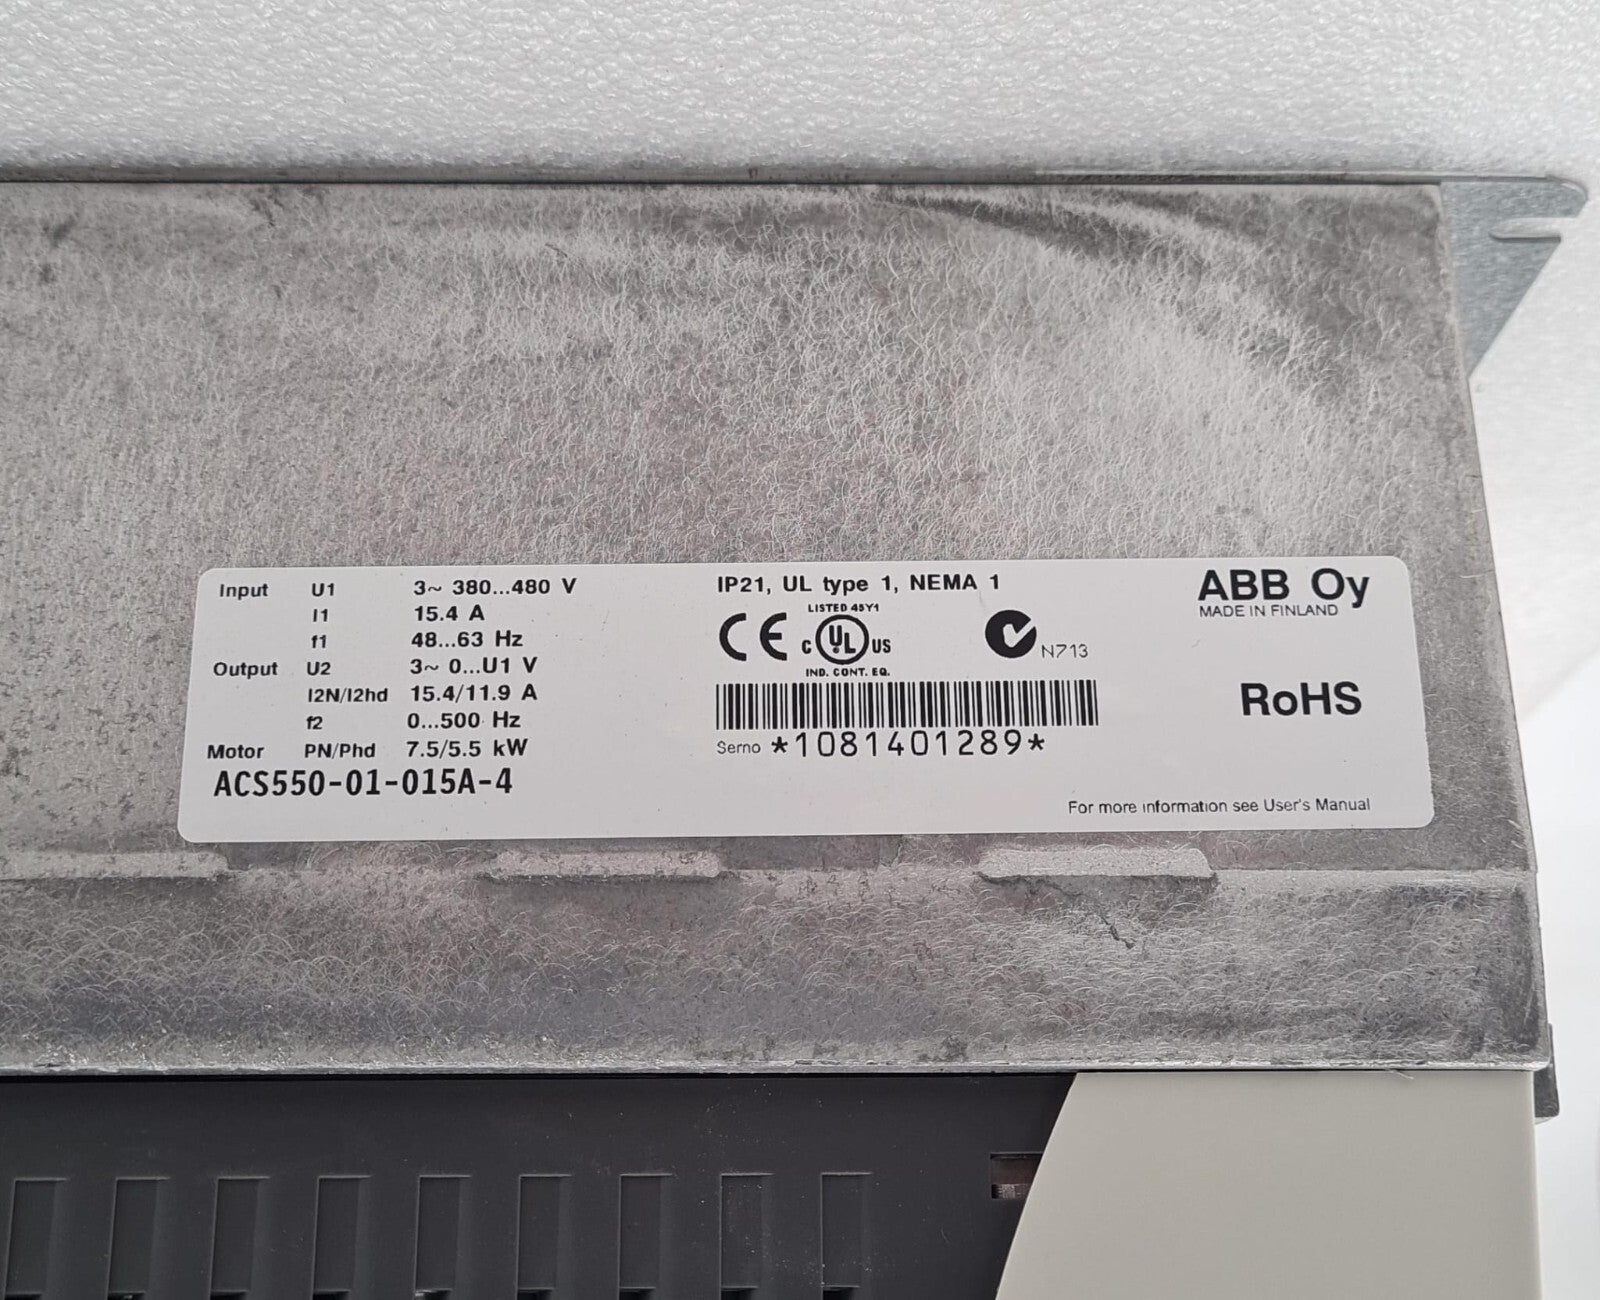 Input U1 3~ 380...480 V
I1 15.4 A
f1 48...63 Hz
Output U2 3~ 0...U1 V
I2N/I2hd 15.4/11.9 A
f2 0...500 Hz
Motor PN/Phd 7.5/5.5 kW
ACS550-01-015A-4
IP21, UL type 1, NEMA 1
LISTED 45Y1
CE C UL US
IND. CONT. EQ.
N713
Serno *1081401289*
ABB Oy
MADE IN FINLAND
RoHS
For more information see User's Manual